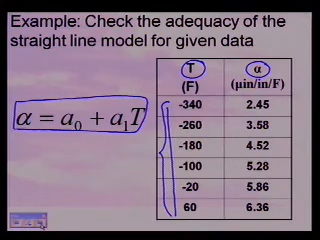 Example: Check the adequacy of the
straight line model for given data
α = a₀ + a₁T
T α
(F) (μin/in/F)
-340 2.45
-260 3.58
-180 4.52
-100 5.28
-20 5.86
60 6.36